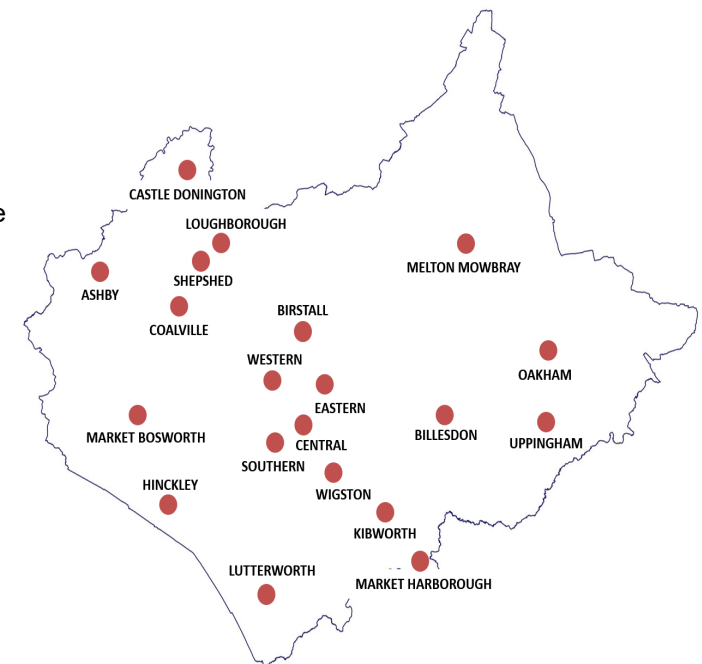 CASTLE DONINGTON
e
LOUGHBOROUGH
MELTON MOWBRAY
SHEPSHED
ASHBY
BIRSTALL
COALVILLE
WESTERN
OAKHAM
EASTERN
MARKET BOSWORTH
BILLESDON
UPPINGHAM
CENTRAL
SOUTHERN
HINCKLEY
WIGSTON
KIBWORTH
LUTTERWORTH
MARKET HARBOROUGH